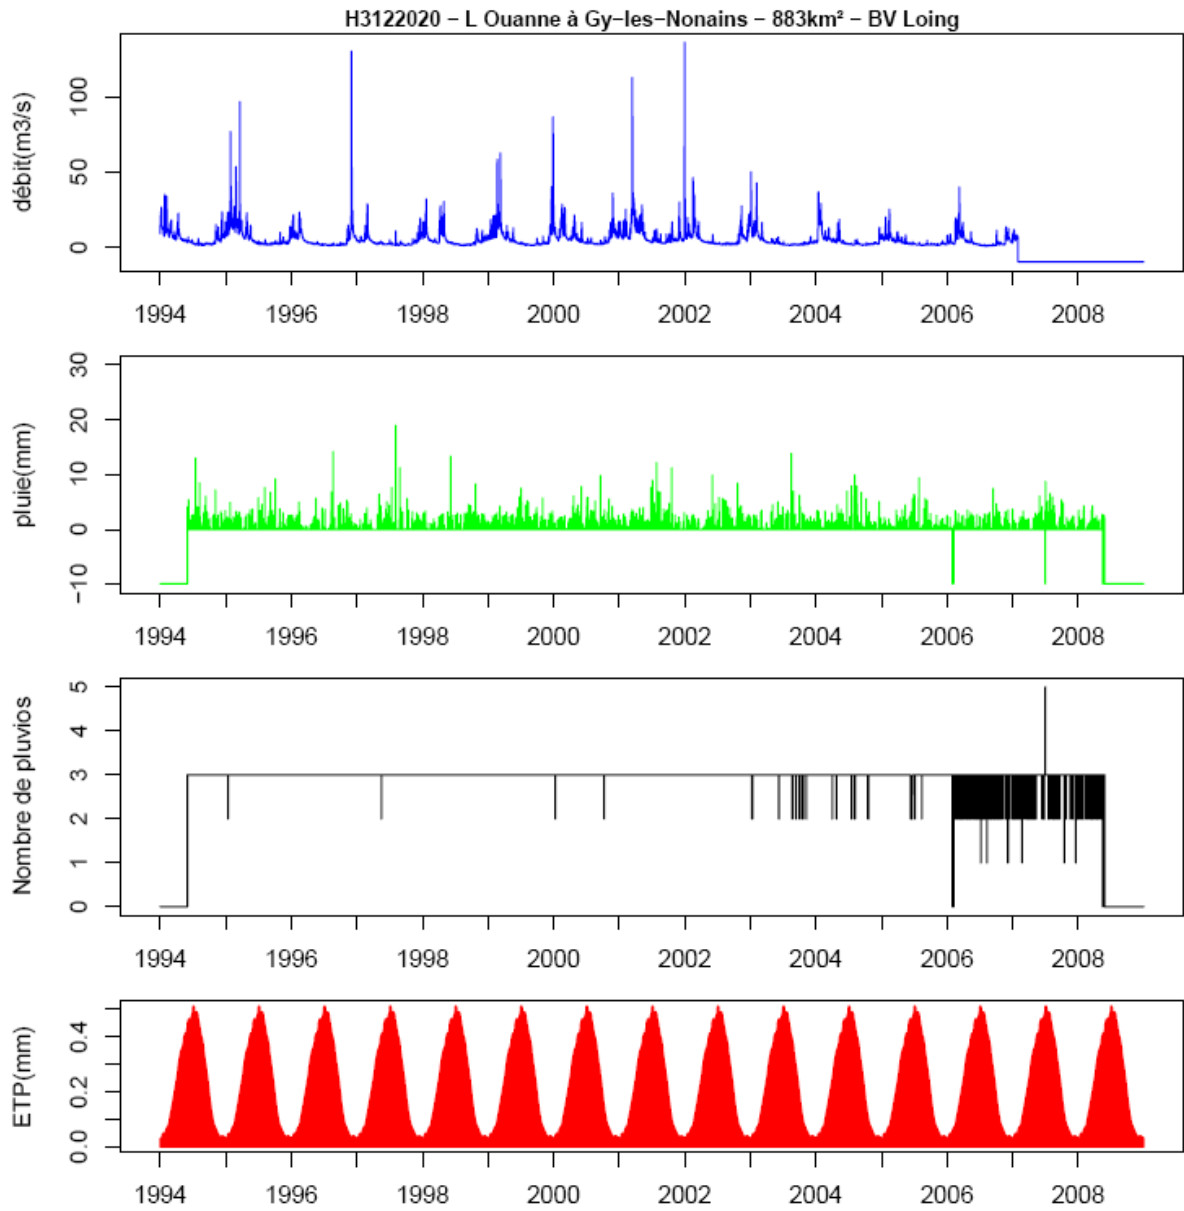 H3122020 − L Ouanne à Gy−les−Nonains − 883km² − BV Loing
débit(m3/s)
100
50
0
1994 1996 1998 2000 2002 2004 2006 2008
pluie(mm)
30
20
10
0
−10
1994 1996 1998 2000 2002 2004 2006 2008
Nombre de pluvios
5
4
3
2
1
0
1994 1996 1998 2000 2002 2004 2006 2008
ETP(mm)
0.4
0.2
0.0
1994 1996 1998 2000 2002 2004 2006 2008